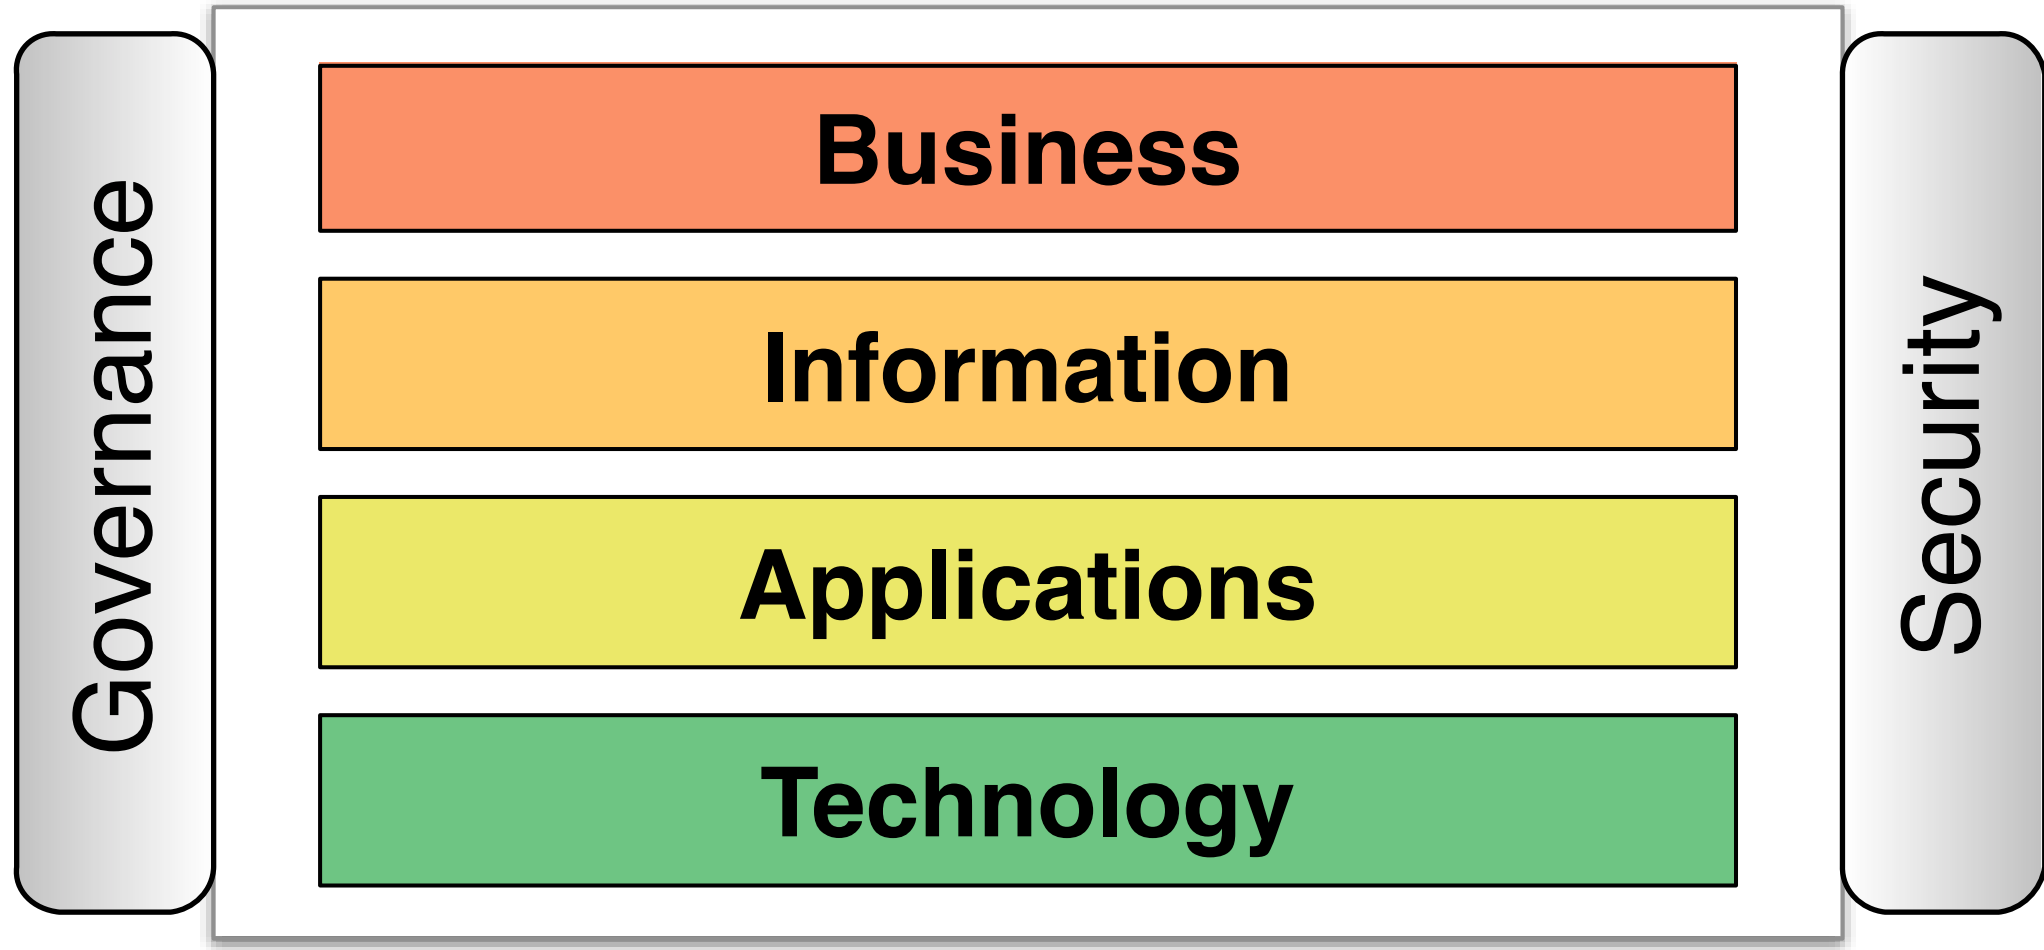 Governance
Business
Information
Applications
Technology
Security